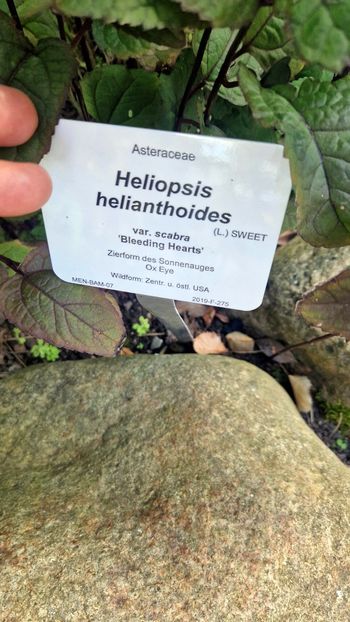 Asteraceae
Heliopsis
helianthoides
(L.) SWEET
var. scabra
'Bleeding Hearts'
Zierform des Sonnenauges
Ox Eye
Wildform: Zentr. u. östl. USA
MEN-BAM-07
2019-F-275